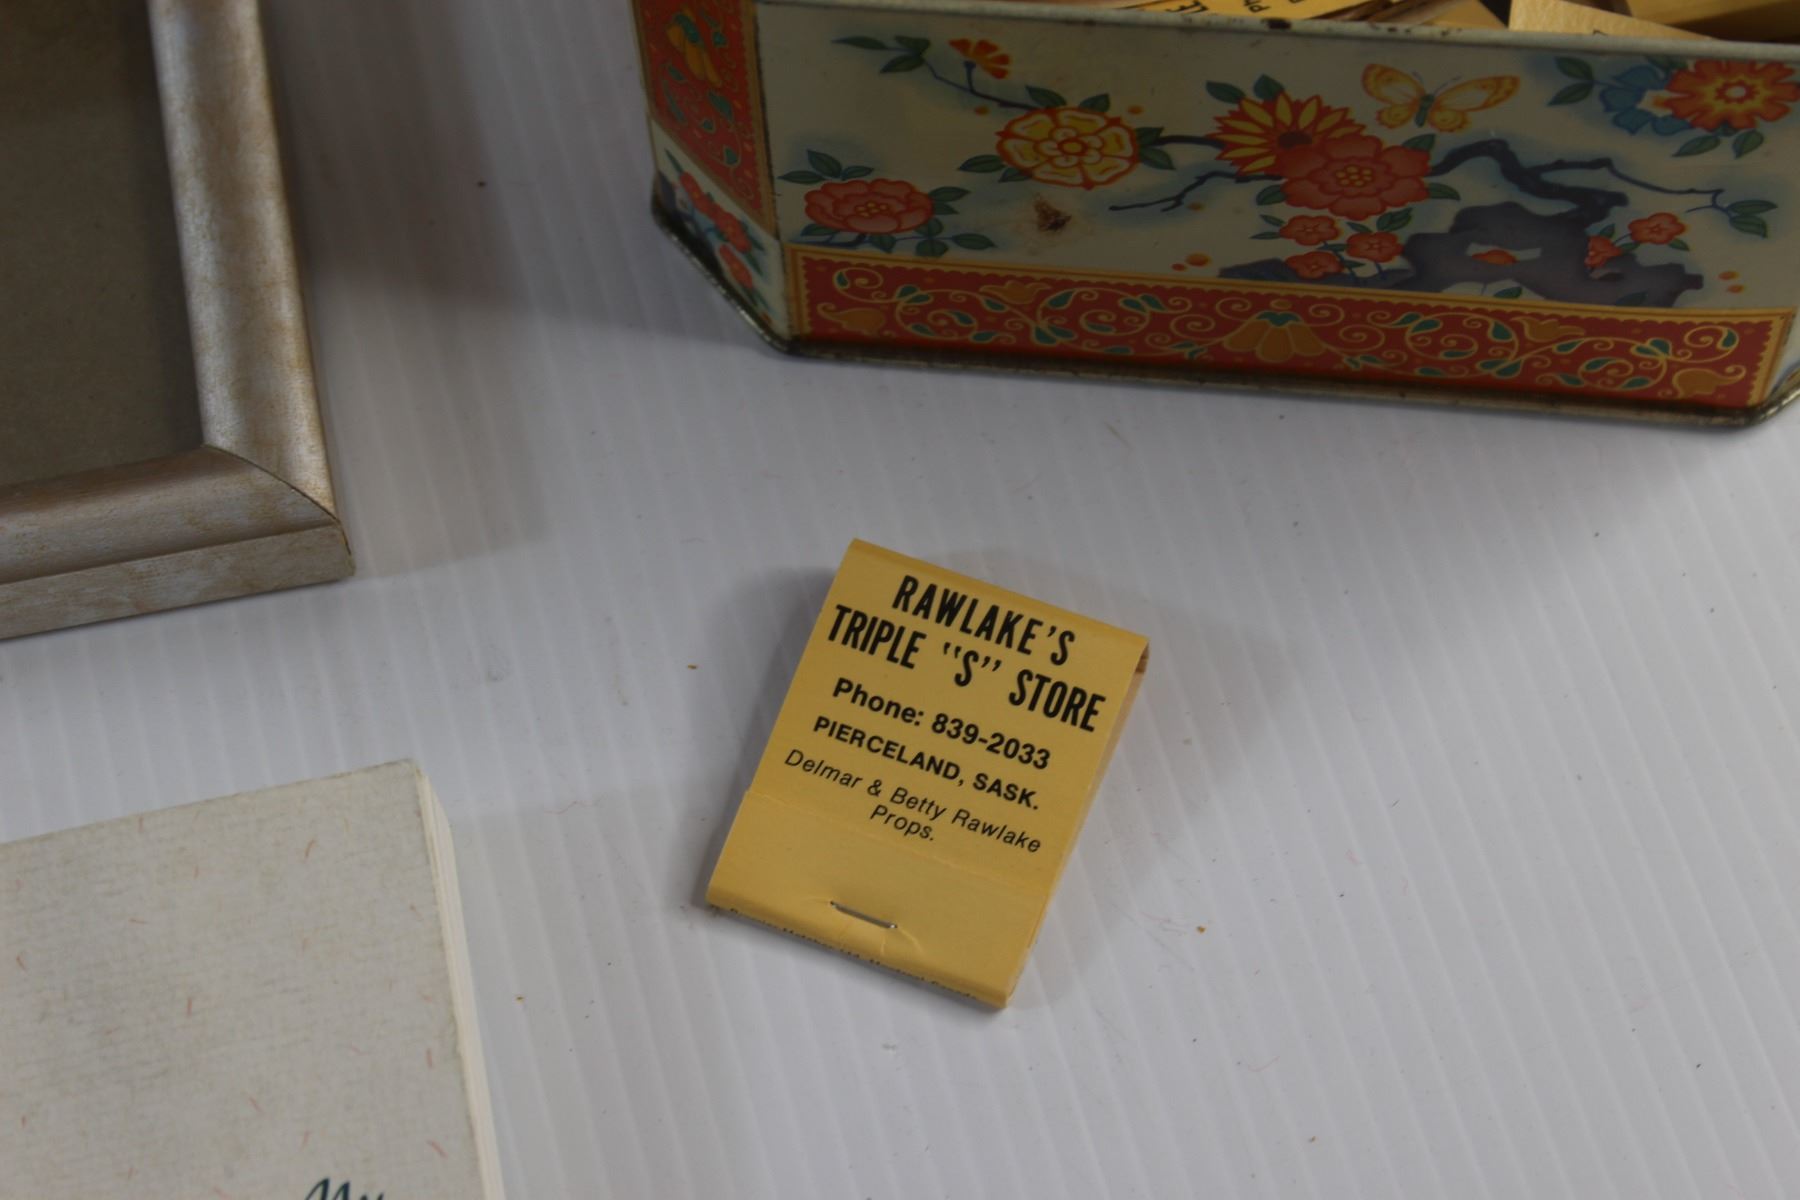 RAWLAKE'S
TRIPLE "S" STORE
Phone: 839-2033
PIERCELAND, SASK.
Delmar & Betty Rawlake
Props.